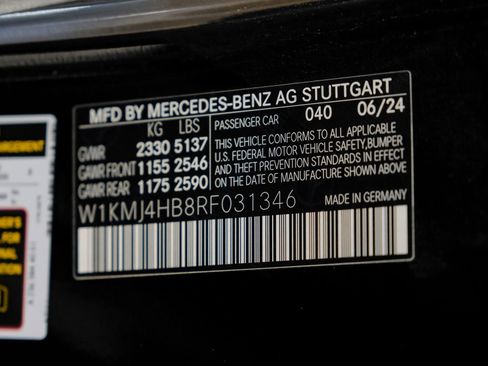 MFD BY MERCEDES-BENZ AG STUTTGART
KG LBS
GVWR 2330 5137
GAWR FRONT 1155 2546
GAWR REAR 1175 2590
PASSENGER CAR 040 06/24
THIS VEHICLE CONFORMS TO ALL APPLICABLE
U.S. FEDERAL MOTOR VEHICLE SAFETY, BUMPER
AND THEFT PREVENTION STANDARDS IN EFFECT
ON THE DATE OF MANUFACTURE SHOWN ABOVE
W1KMJ4HB8RF031346 MADE IN GERMANY